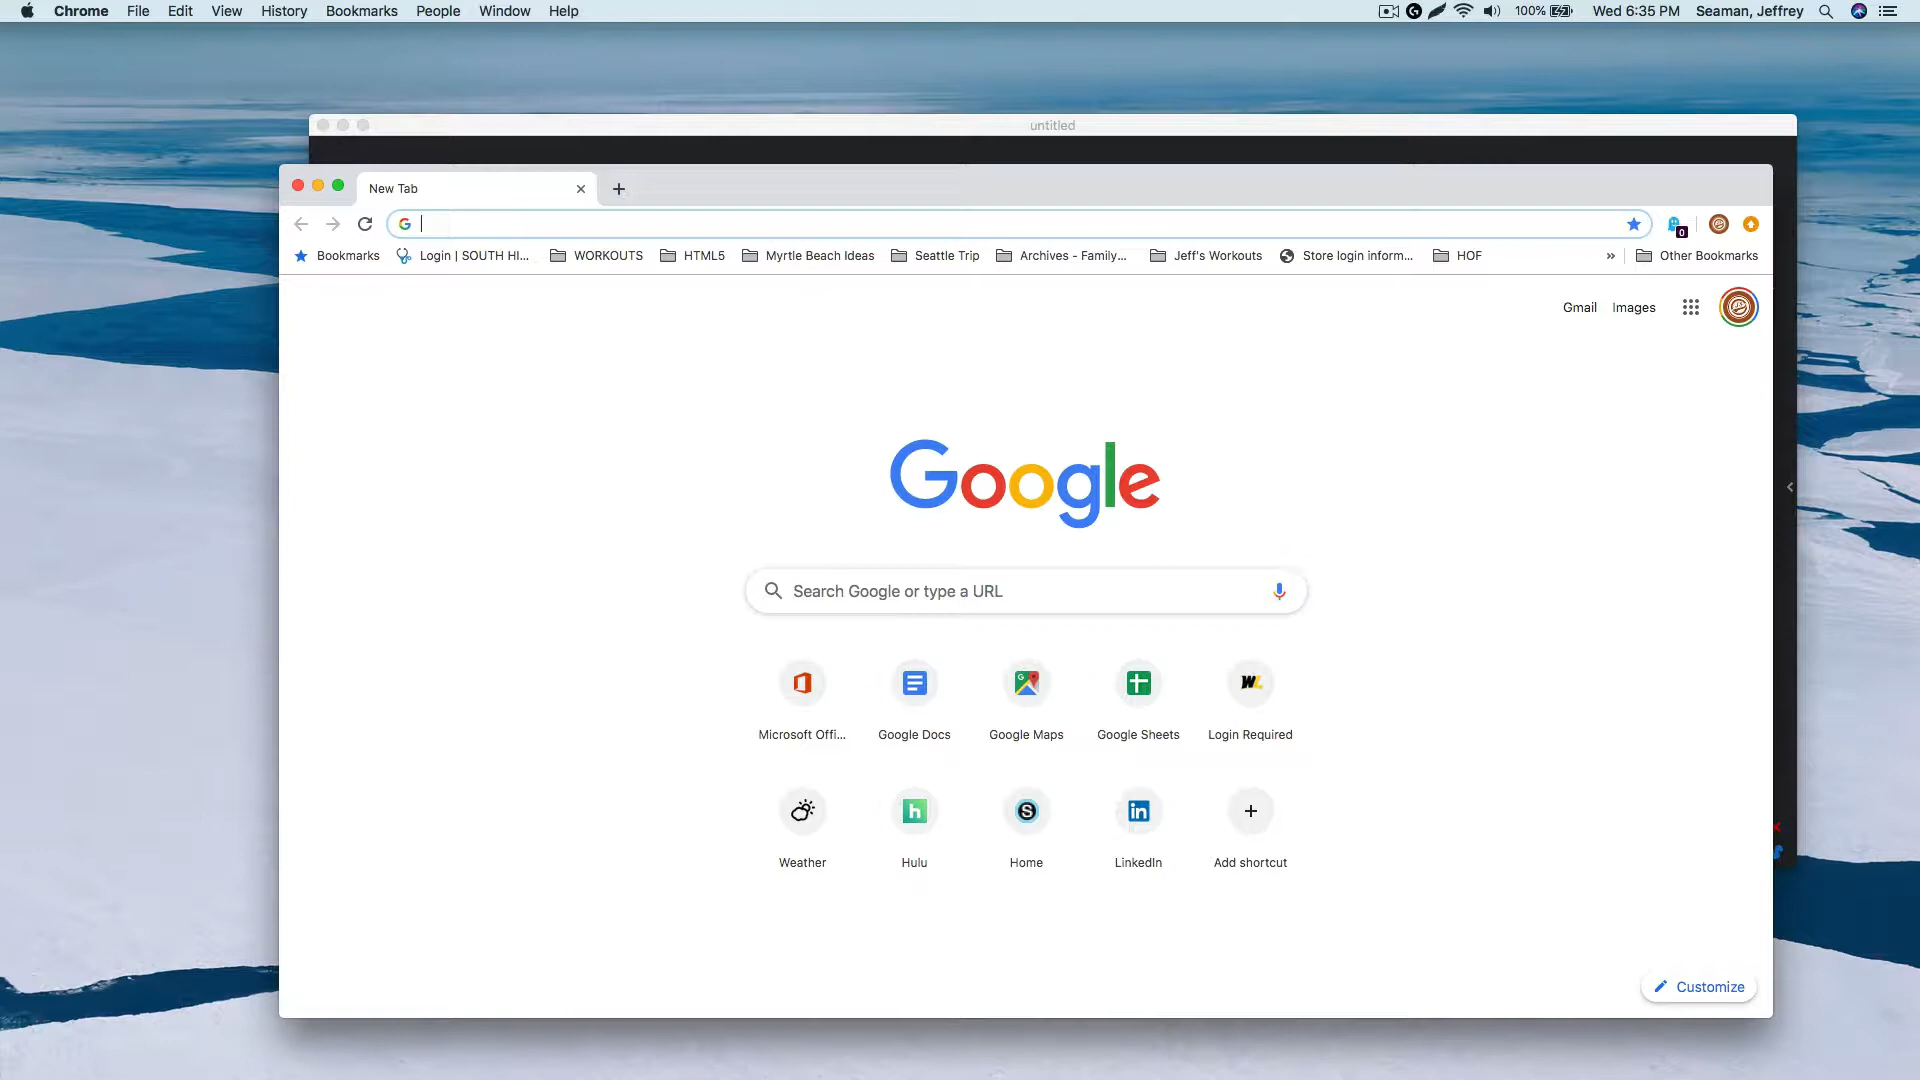 Chrome File Edit View History Bookmarks People Window Help 100% Wed 6:35 PM Seaman, Jeffrey
untitled
New Tab
Bookmarks Login | SOUTH HI... WORKOUTS HTML5 Myrtle Beach Ideas Seattle Trip Archives - Family... Jeff's Workouts Store login inform... HOF » Other Bookmarks
0
Gmail Images
Google
Search Google or type a URL
Microsoft Offi... Google Docs Google Maps Google Sheets Login Required
Weather Hulu Home LinkedIn Add shortcut
Customize